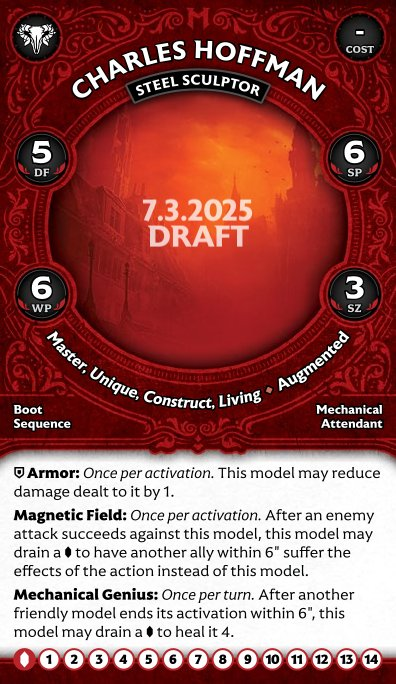 -
COST
CHARLES HOFFMAN
STEEL SCULPTOR
5
DF
6
SP
7.3.2025
DRAFT
6
WP
3
SZ
Master, Unique, Construct, Living ♦ Augmented
Boot
Sequence
Mechanical
Attendant
Armor: Once per activation. This model may reduce
damage dealt to it by 1.
Magnetic Field: Once per activation. After an enemy
attack succeeds against this model, this model may
drain a ⬮ to have another ally within 6" suffer the
effects of the action instead of this model.
Mechanical Genius: Once per turn. After another
friendly model ends its activation within 6", this
model may drain a ⬮ to heal it 4.
1 2 3 4 5 6 7 8 9 10 11 12 13 14